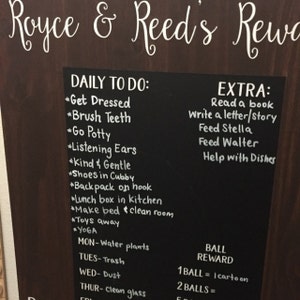 Royce & Reed's Rewa
DAILY TO DO:
*Get Dressed
*Brush Teeth
*Go Potty
*Listening Ears
*Kind & Gentle
*Shoes in Cubby
*Backpack on hook
*Lunch box in kitchen
*Make bed & clean room
*Toys away
*YOGA
MON- Water plants
TUES- Trash
WED- Dust
THUR- Clean glass
EXTRA:
Read a book
Write a letter/story
Feed Stella
Feed Walter
Help with Dishes
BALL
REWARD
1 BALL = 1 cartoon
2 BALLS =